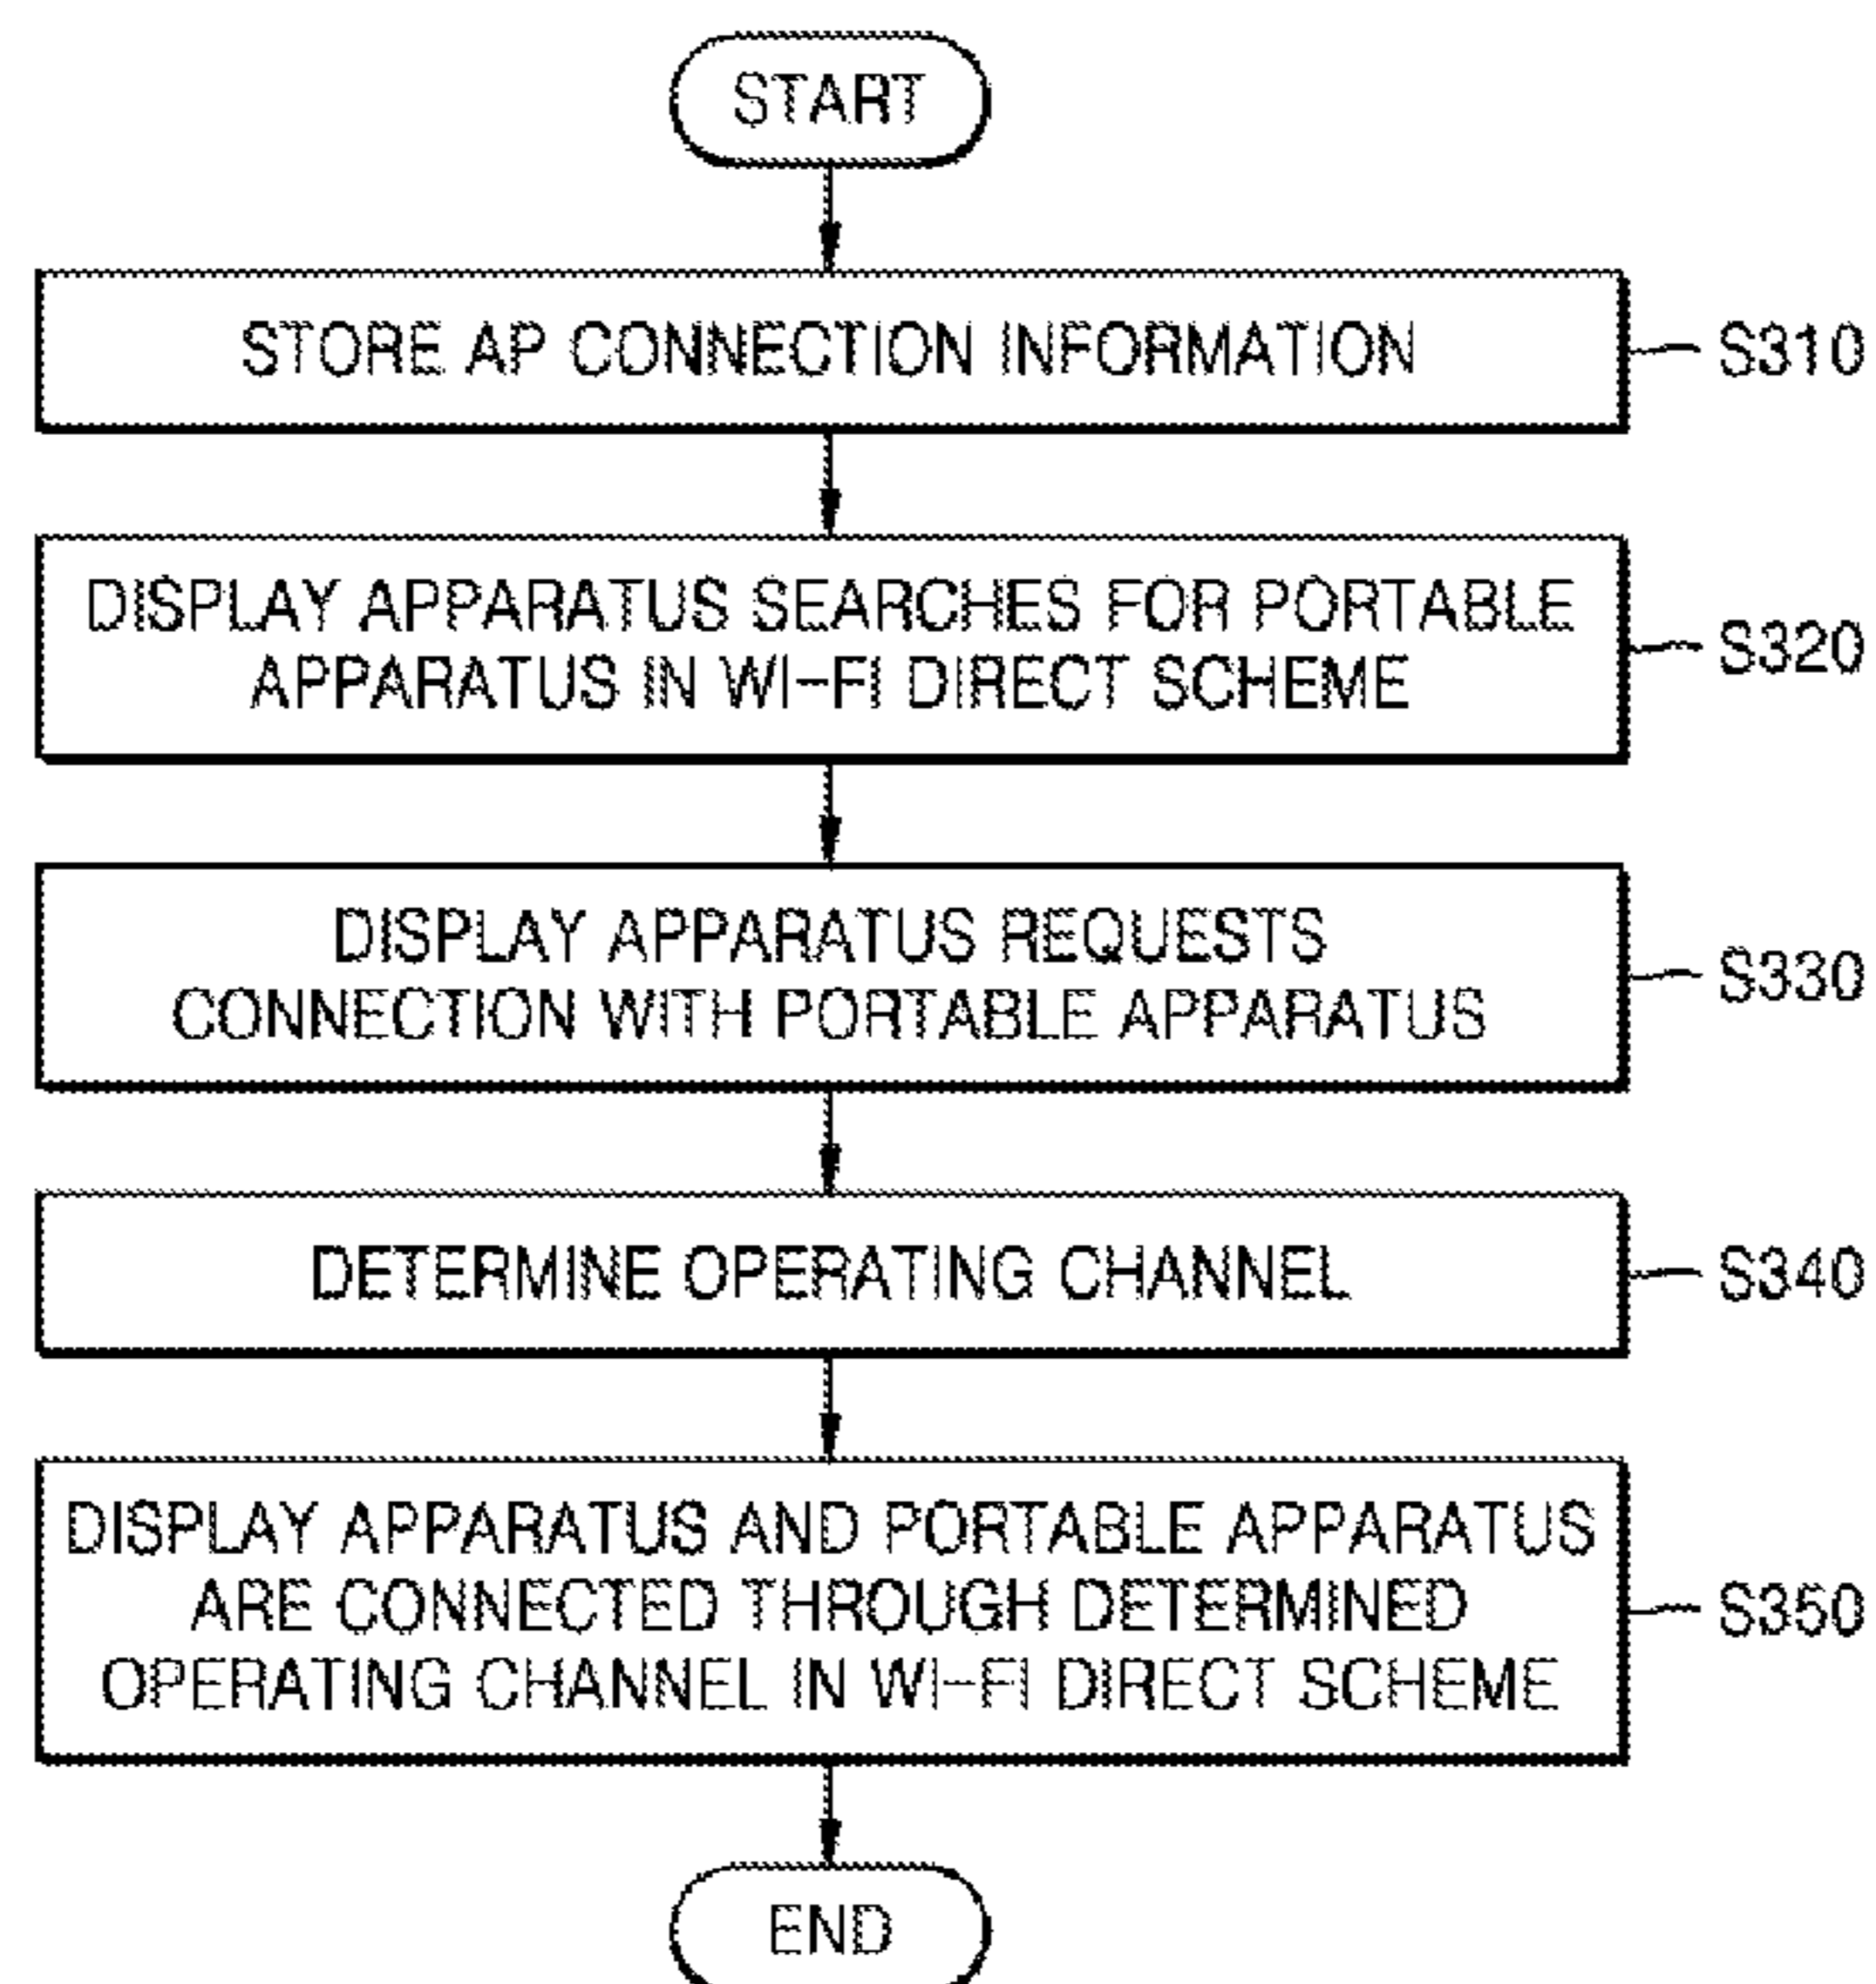 START
STORE AP CONNECTION INFORMATION
S310
DISPLAY APPARATUS SEARCHES FOR PORTABLE
APPARATUS IN WI-FI DIRECT SCHEME
S320
DISPLAY APPARATUS REQUESTS
CONNECTION WITH PORTABLE APPARATUS
S330
DETERMINE OPERATING CHANNEL
S340
DISPLAY APPARATUS AND PORTABLE APPARATUS
ARE CONNECTED THROUGH DETERMINED
OPERATING CHANNEL IN WI-FI DIRECT SCHEME
S350
END